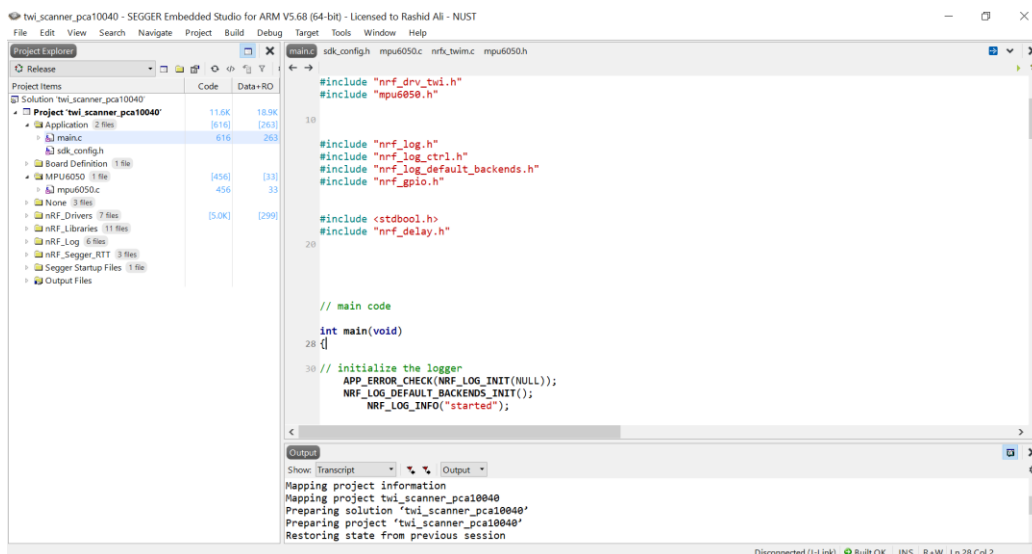 twi_scanner_pca10040 - SEGGER Embedded Studio for ARM V5.68 (64-bit) - Licensed to Rashid Ali - NUST
File Edit View Search Navigate Project Build Debug Target Tools Window Help
Project Explorer
Release
Project Items Code Data+RO
Solution 'twi_scanner_pca10040'
Project 'twi_scanner_pca10040' 11.6K 18.9K
Application 2 files [616] [263]
main.c 616 263
sdk_config.h
Board Definition 1 file
MPU6050 1 file [456] [33]
mpu6050.c 456 33
None 3 files
nRF_Drivers 7 files [5.0K] [299]
nRF_Libraries 11 files
nRF_Log 6 files
nRF_Segger_RTT 3 files
Segger Startup Files 1 file
Output Files
main.c sdk_config.h mpu6050.c nrfx_twim.c mpu6050.h
#include "nrf_drv_twi.h"
#include "mpu6050.h"
10
#include "nrf_log.h"
#include "nrf_log_ctrl.h"
#include "nrf_log_default_backends.h"
#include "nrf_gpio.h"
#include <stdbool.h>
#include "nrf_delay.h"
20
// main code
int main(void)
28 {
30 // initialize the logger
APP_ERROR_CHECK(NRF_LOG_INIT(NULL));
NRF_LOG_DEFAULT_BACKENDS_INIT();
NRF_LOG_INFO("started");
Output
Show: Transcript Output
Mapping project information
Mapping project twi_scanner_pca10040
Preparing solution ‘twi_scanner_pca10040’
Preparing project ‘twi_scanner_pca10040’
Restoring state from previous session
Disconnected (J-Link) Built OK INS R+W Ln 28 Col 2